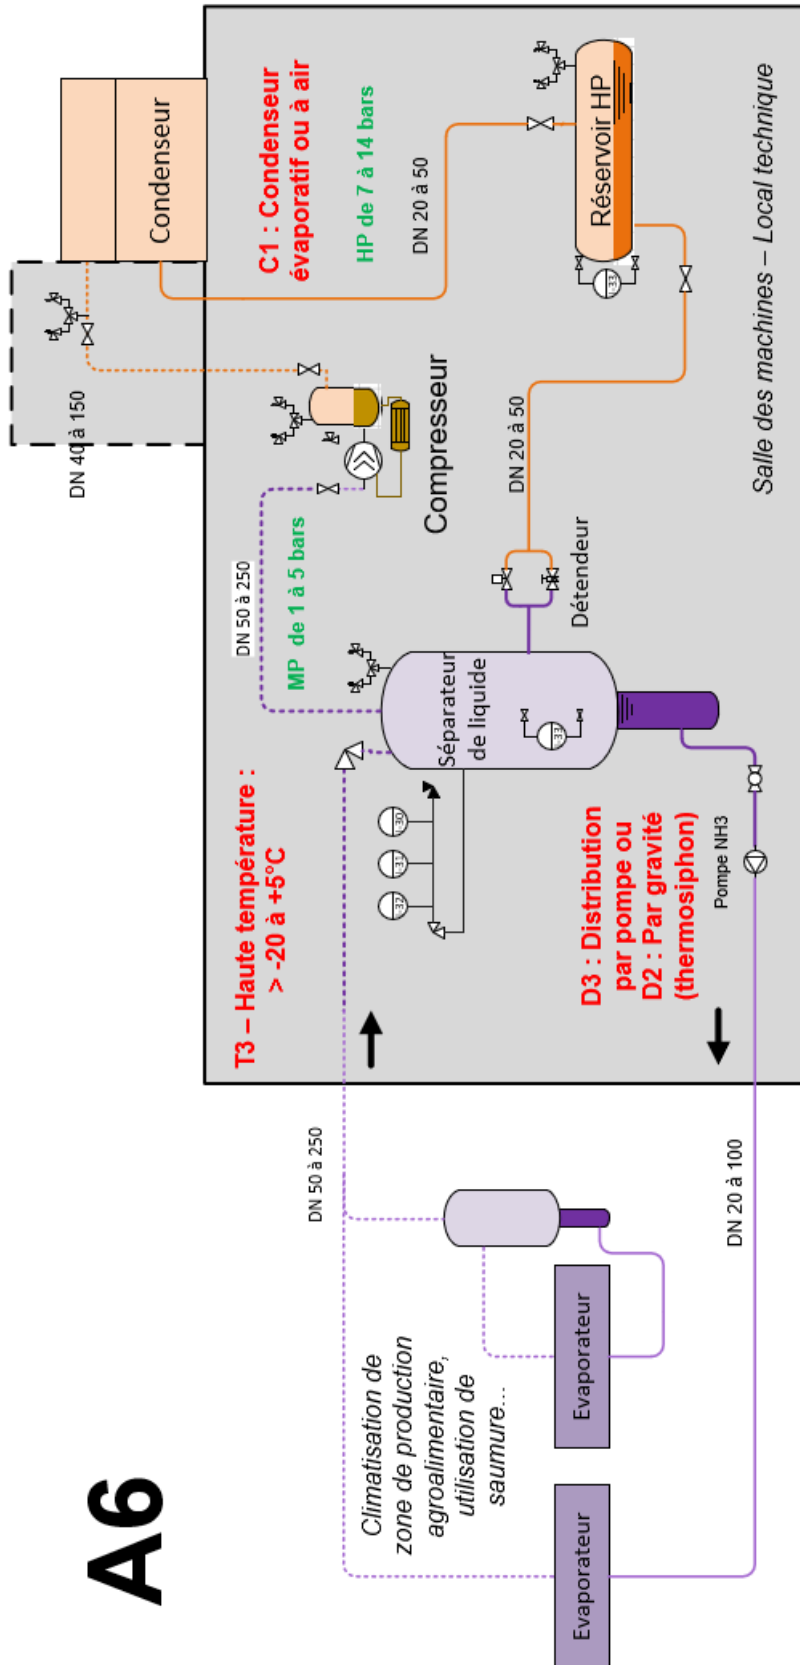 A6
Condenseur
C1 : Condenseur
évaporatif ou à air
HP de 7 à 14 bars
DN 20 à 50
Réservoir HP
Salle des machines – Local technique
DN 40 à 150
Compresseur
DN 20 à 50
DN 50 à 250
MP de 1 à 5 bars
Détendeur
Séparateur
de liquide
T3 – Haute température :
> -20 à +5°C
D3 : Distribution
par pompe ou
D2 : Par gravité
(thermosiphon)
Pompe NH3
DN 50 à 250
DN 20 à 100
Climatisation de
zone de production
agroalimentaire,
utilisation de
saumure...
Evaporateur
Evaporateur